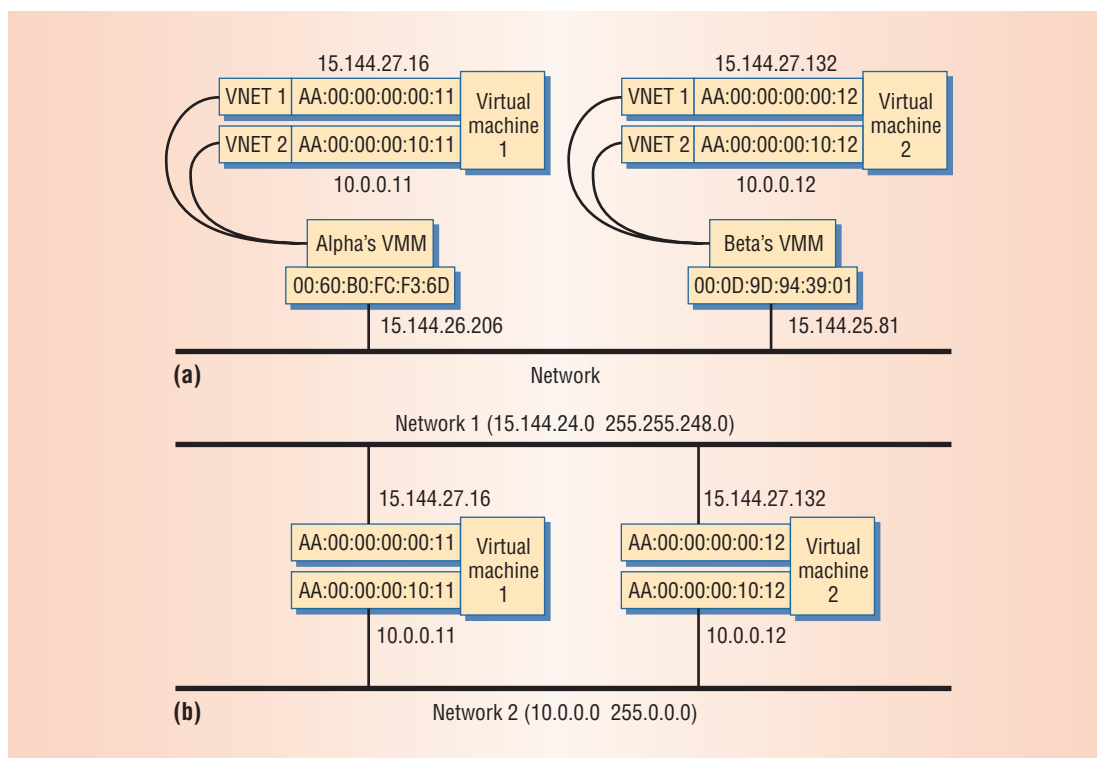 15.144.27.16
VNET 1 AA:00:00:00:00:11
VNET 2 AA:00:00:00:10:11
Virtual
machine
1
10.0.0.11
Alpha's VMM
00:60:B0:FC:F3:6D
15.144.26.206
15.144.27.132
VNET 1 AA:00:00:00:00:12
VNET 2 AA:00:00:00:10:12
Virtual
machine
2
10.0.0.12
Beta's VMM
00:0D:9D:94:39:01
15.144.25.81
(a)
Network
Network 1 (15.144.24.0 255.255.248.0)
15.144.27.16
AA:00:00:00:00:11
AA:00:00:00:10:11
Virtual
machine
1
10.0.0.11
15.144.27.132
AA:00:00:00:00:12
AA:00:00:00:10:12
Virtual
machine
2
10.0.0.12
(b)
Network 2 (10.0.0.0 255.0.0.0)